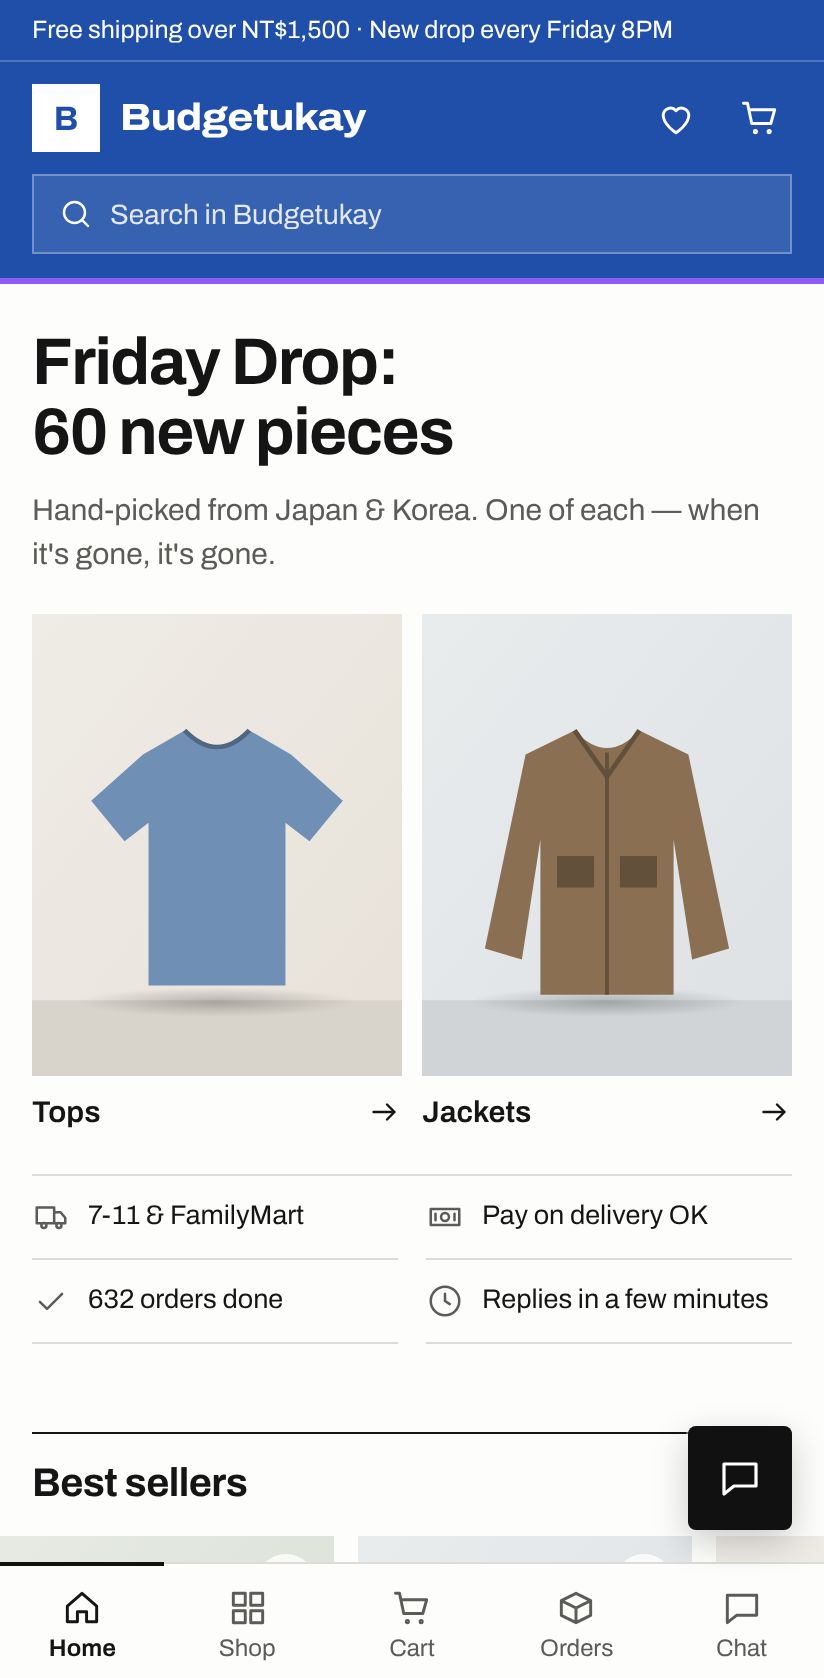 Free shipping over NT$1,500 · New drop every Friday 8PM
B
Budgetukay
Search in Budgetukay
Friday Drop:
60 new pieces
Hand-picked from Japan & Korea. One of each — when
it's gone, it's gone.
Tops
Jackets
7-11 & FamilyMart
Pay on delivery OK
632 orders done
Replies in a few minutes
Best sellers
Home
Shop
Cart
Orders
Chat